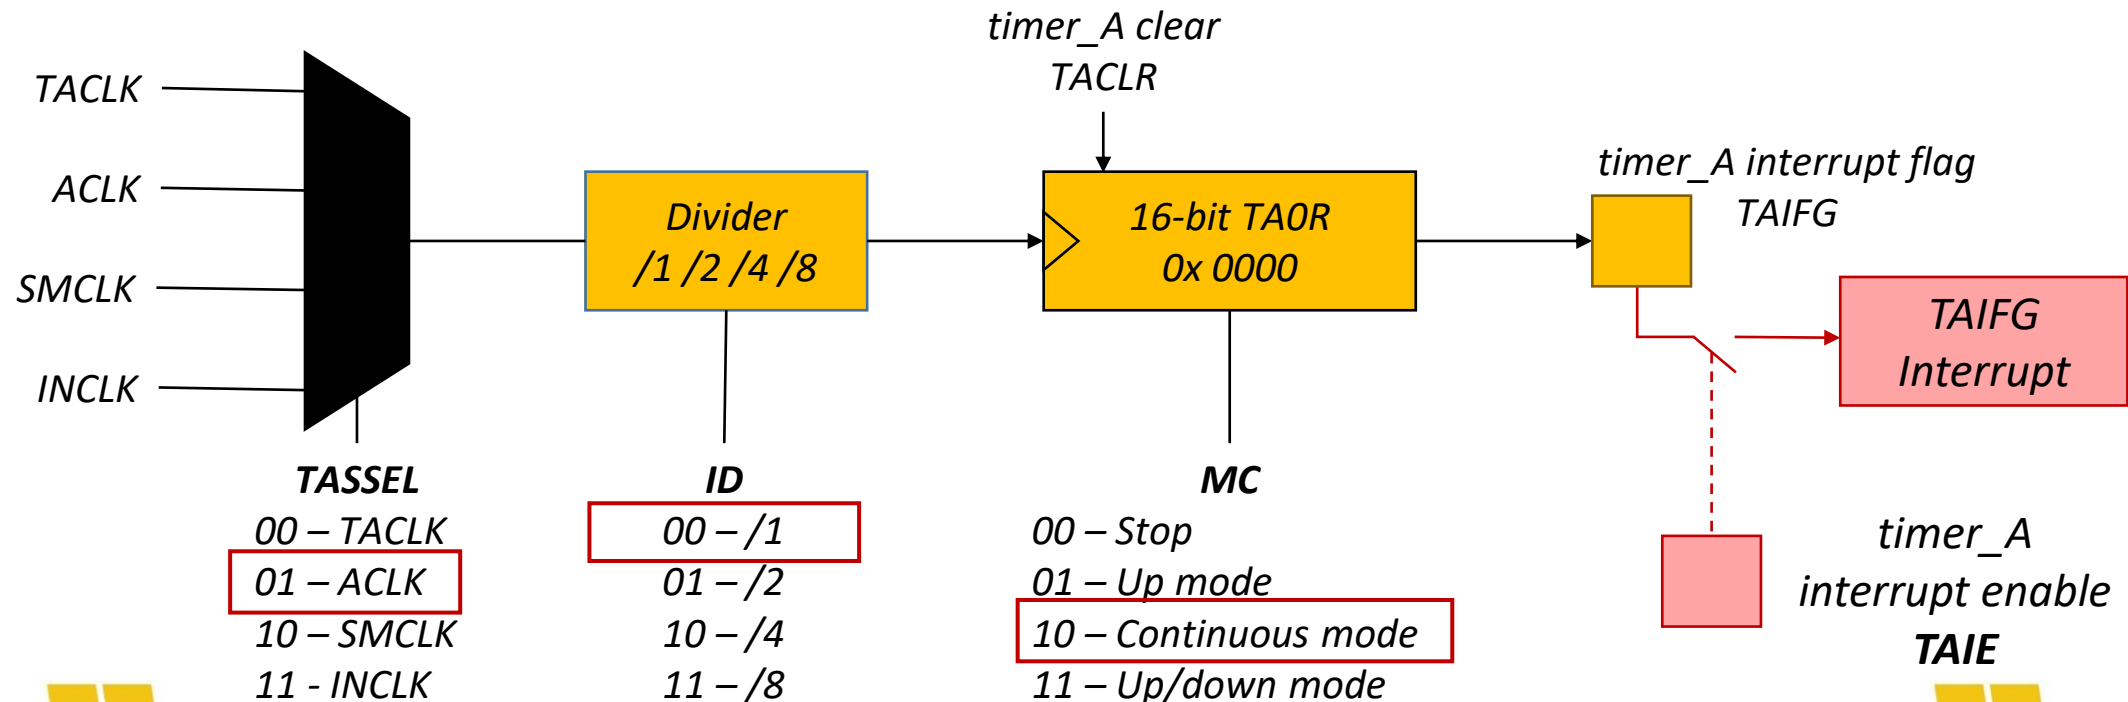 timer_A clear
TACLR
TACLK
ACLK
SMCLK
INCLK
Divider
/1 /2 /4 /8
16-bit TA0R
0x 0000
timer_A interrupt flag
TAIFG
TAIFG
Interrupt
TASSEL
00 – TACLK
01 – ACLK
10 – SMCLK
11 - INCLK
ID
00 – /1
01 – /2
10 – /4
11 – /8
MC
00 – Stop
01 – Up mode
10 – Continuous mode
11 – Up/down mode
timer_A
interrupt enable
TAIE